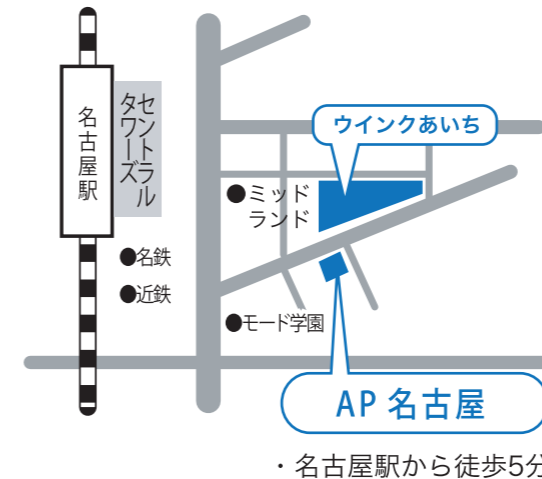 名古屋駅
セントラル
タワーズ
ウインクあいち
●ミッド
ランド
●名鉄
●近鉄
●モード学園
AP 名古屋
・名古屋駅から徒歩5分